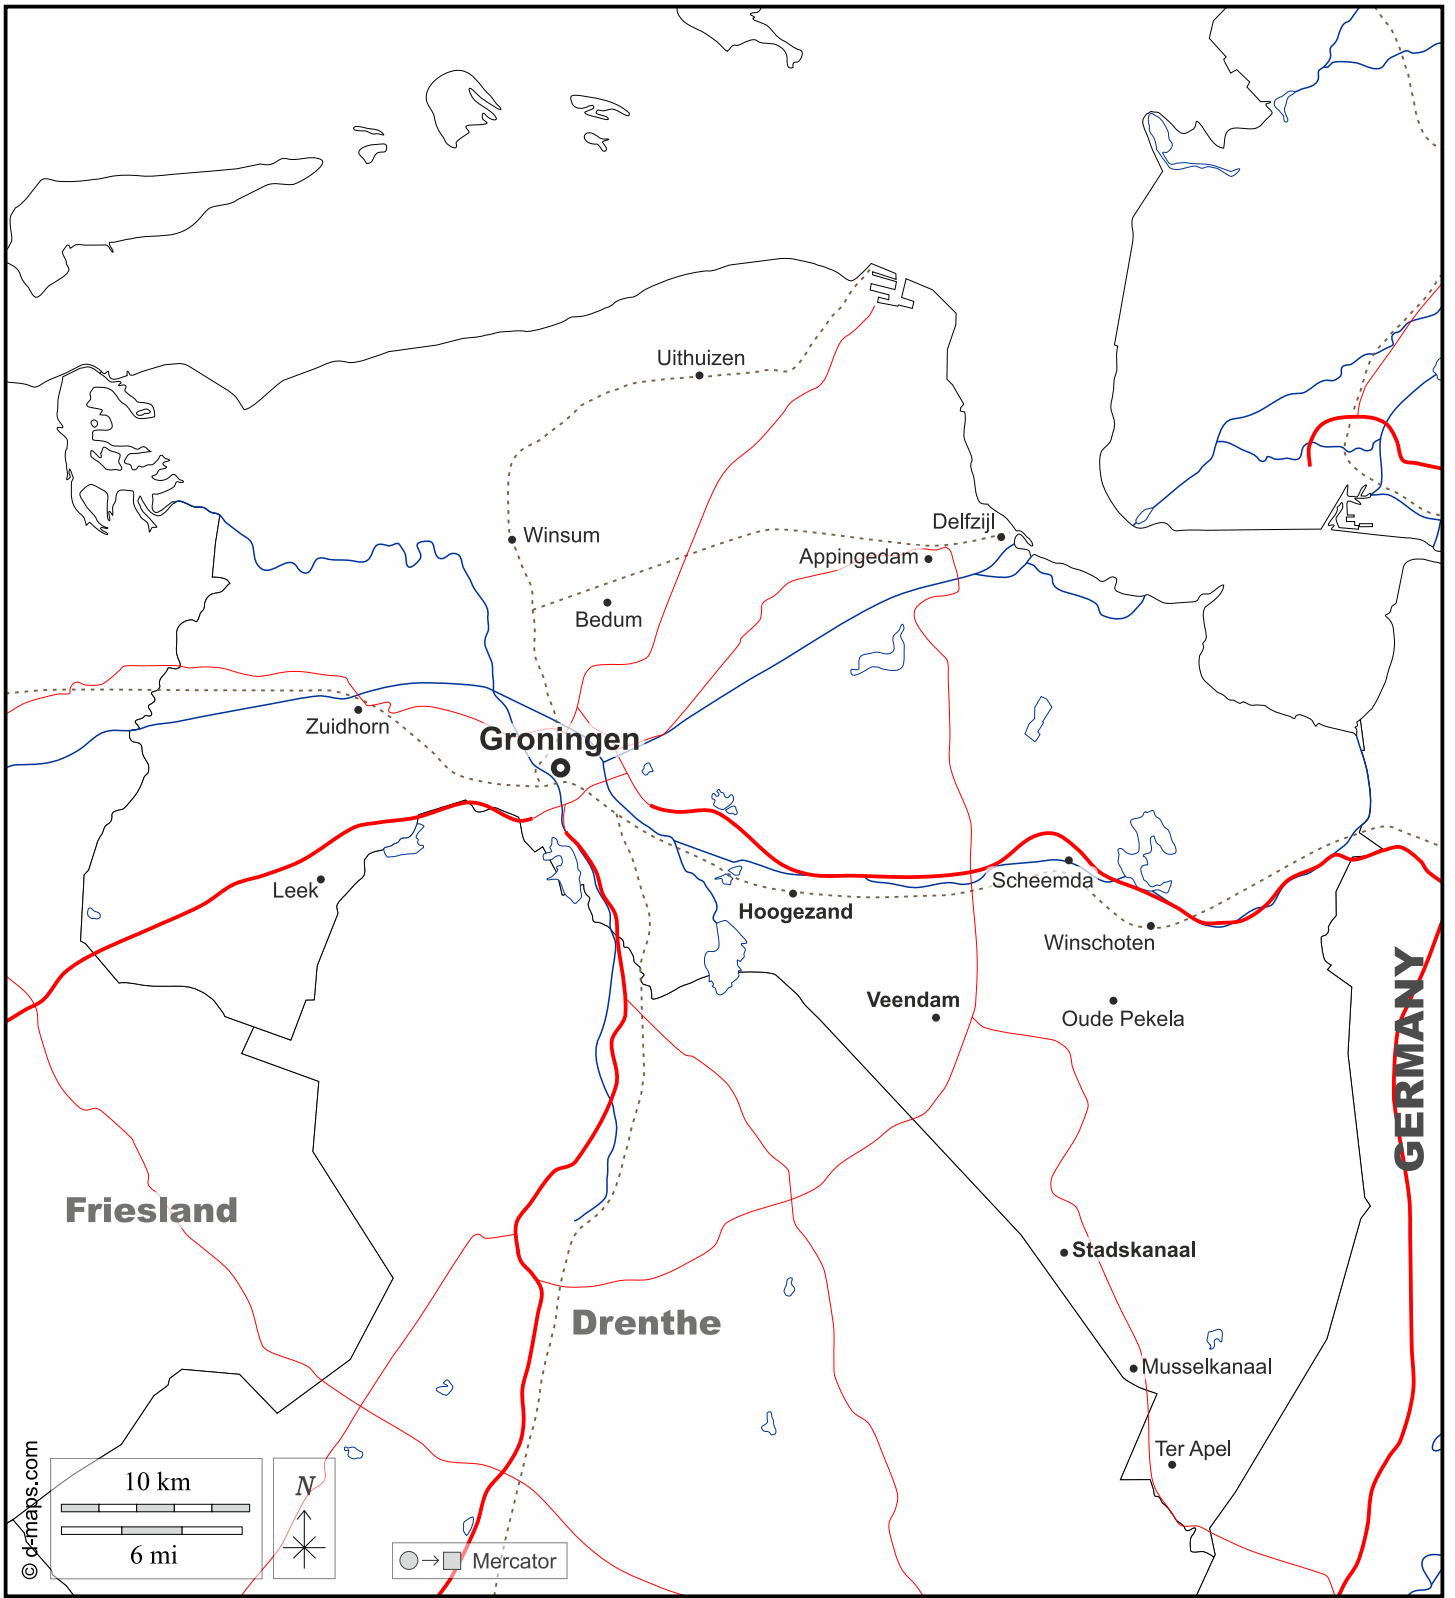 Uithuizen
Delfzijl
Winsum
Appingedam
Bedum
Zuidhorn
Groningen
Scheemda
Leek
Hoogezand
Winschoten
Veendam
Oude Pekela
GERMANY
Friesland
Stadskanaal
Drenthe
Musselkanaal
Ter Apel
© d-maps.com
10 km
6 mi
N
Mercator